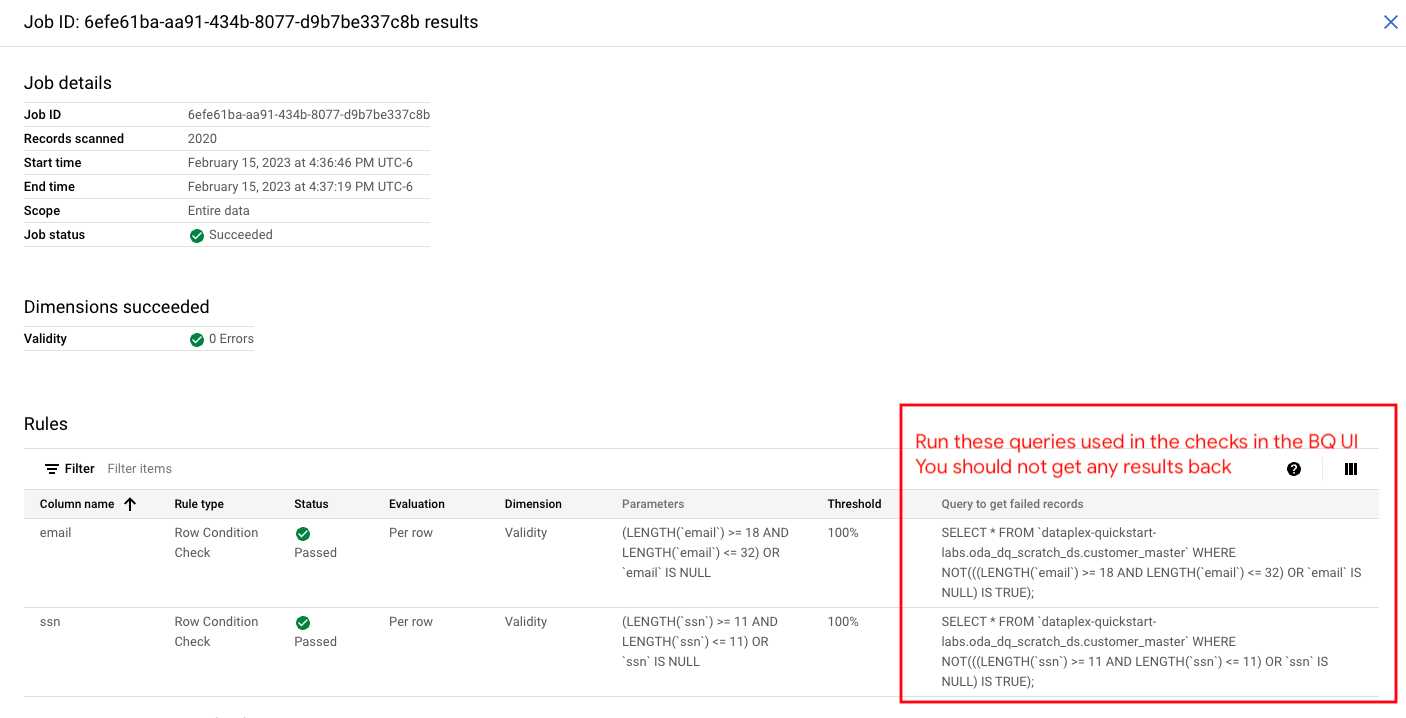 Job ID: 6efe61ba-aa91-434b-8077-d9b7be337c8b results
Job details
Job ID 6efe61ba-aa91-434b-8077-d9b7be337c8b
Records scanned 2020
Start time February 15, 2023 at 4:36:46 PM UTC-6
End time February 15, 2023 at 4:37:19 PM UTC-6
Scope Entire data
Job status Succeeded
Dimensions succeeded
Validity 0 Errors
Rules
Run these queries used in the checks in the BQ UI
You should not get any results back
Filter Filter items
Column name Rule type Status Evaluation Dimension Parameters Threshold Query to get failed records
email Row Condition (LENGTH(`email`) >= 18 AND 100% SELECT * FROM `dataplex-quickstart-
Check Passed Per row Validity LENGTH(`email`) <= 32) OR labs.oda_dq_scratch_ds.customer_master` WHERE
`email` IS NULL NOT(((LENGTH(`email`) >= 18 AND LENGTH(`email`) <= 32) OR `email` IS
NULL) IS TRUE);
ssn Row Condition Per row Validity (LENGTH(`ssn`) >= 11 AND 100% SELECT * FROM `dataplex-quickstart-
Check Passed LENGTH(`ssn`) <= 11) OR labs.oda_dq_scratch_ds.customer_master` WHERE
`ssn` IS NULL NOT(((LENGTH(`ssn`) >= 11 AND LENGTH(`ssn`) <= 11) OR `ssn` IS
NULL) IS TRUE);